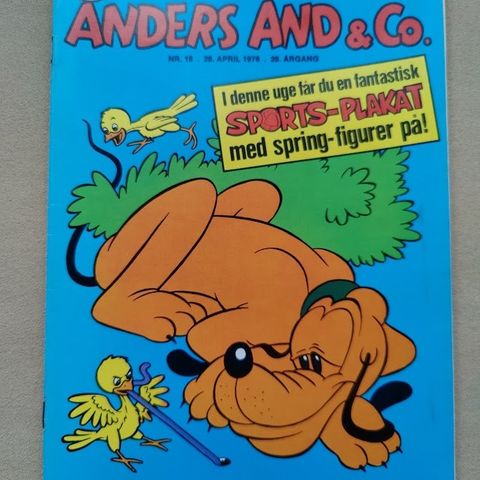 ANDERS AND & Co.
NR. 18 . 28. APRIL 1976 . 28. ÅRGANG
I denne uge får du en fantastisk
SPORTS-PLAKAT
med spring-figurer på!